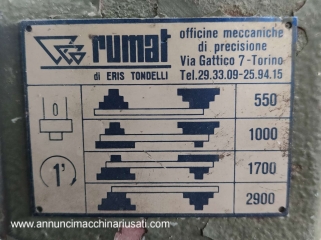 rumat
di ERIS TONDELLI
officine meccaniche
di precisione
Via Gattico 7-Torino
Tel.29.33.09-25.94.15
0
1'
550
1000
1700
2900
www.annuncimacchinariusati.com